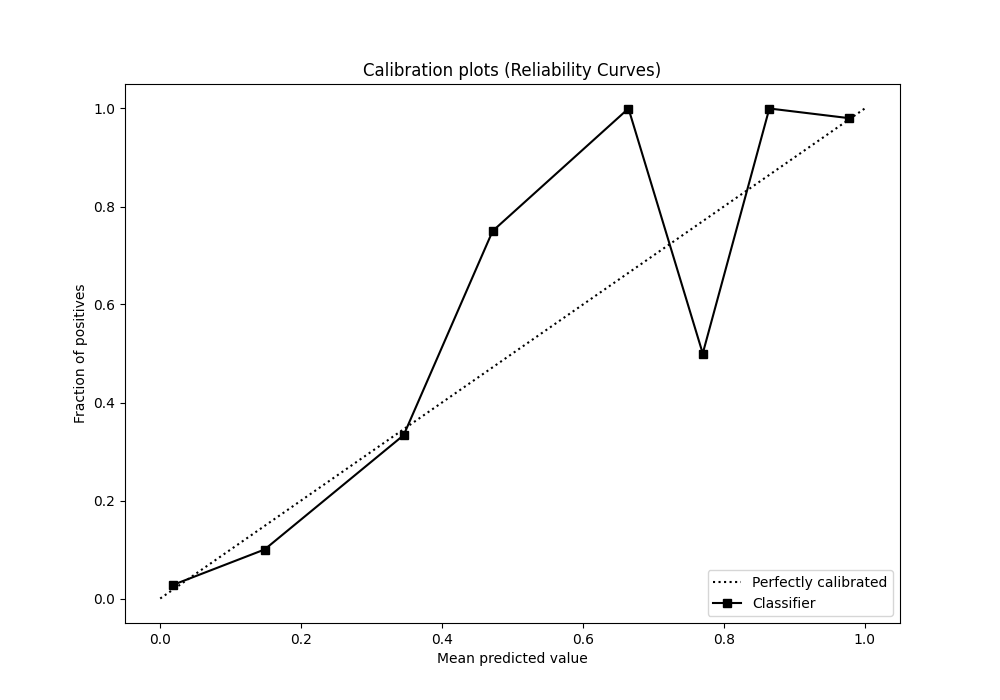 Calibration plots (Reliability Curves)
1.0
0.8
0.6
0.4
0.2
0.0
Fraction of positives
0.0 0.2 0.4 0.6 0.8 1.0
Mean predicted value
Perfectly calibrated
Classifier